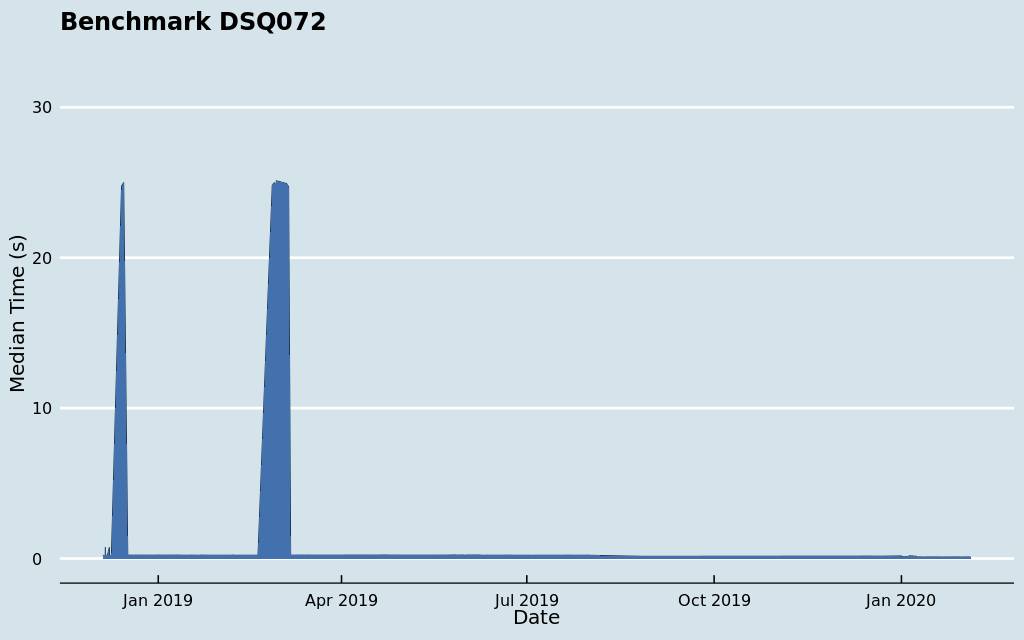 Benchmark DSQ072
30
20
10
0
Median Time (s)
Jan 2019
Apr 2019
Jul 2019
Oct 2019
Jan 2020
Date